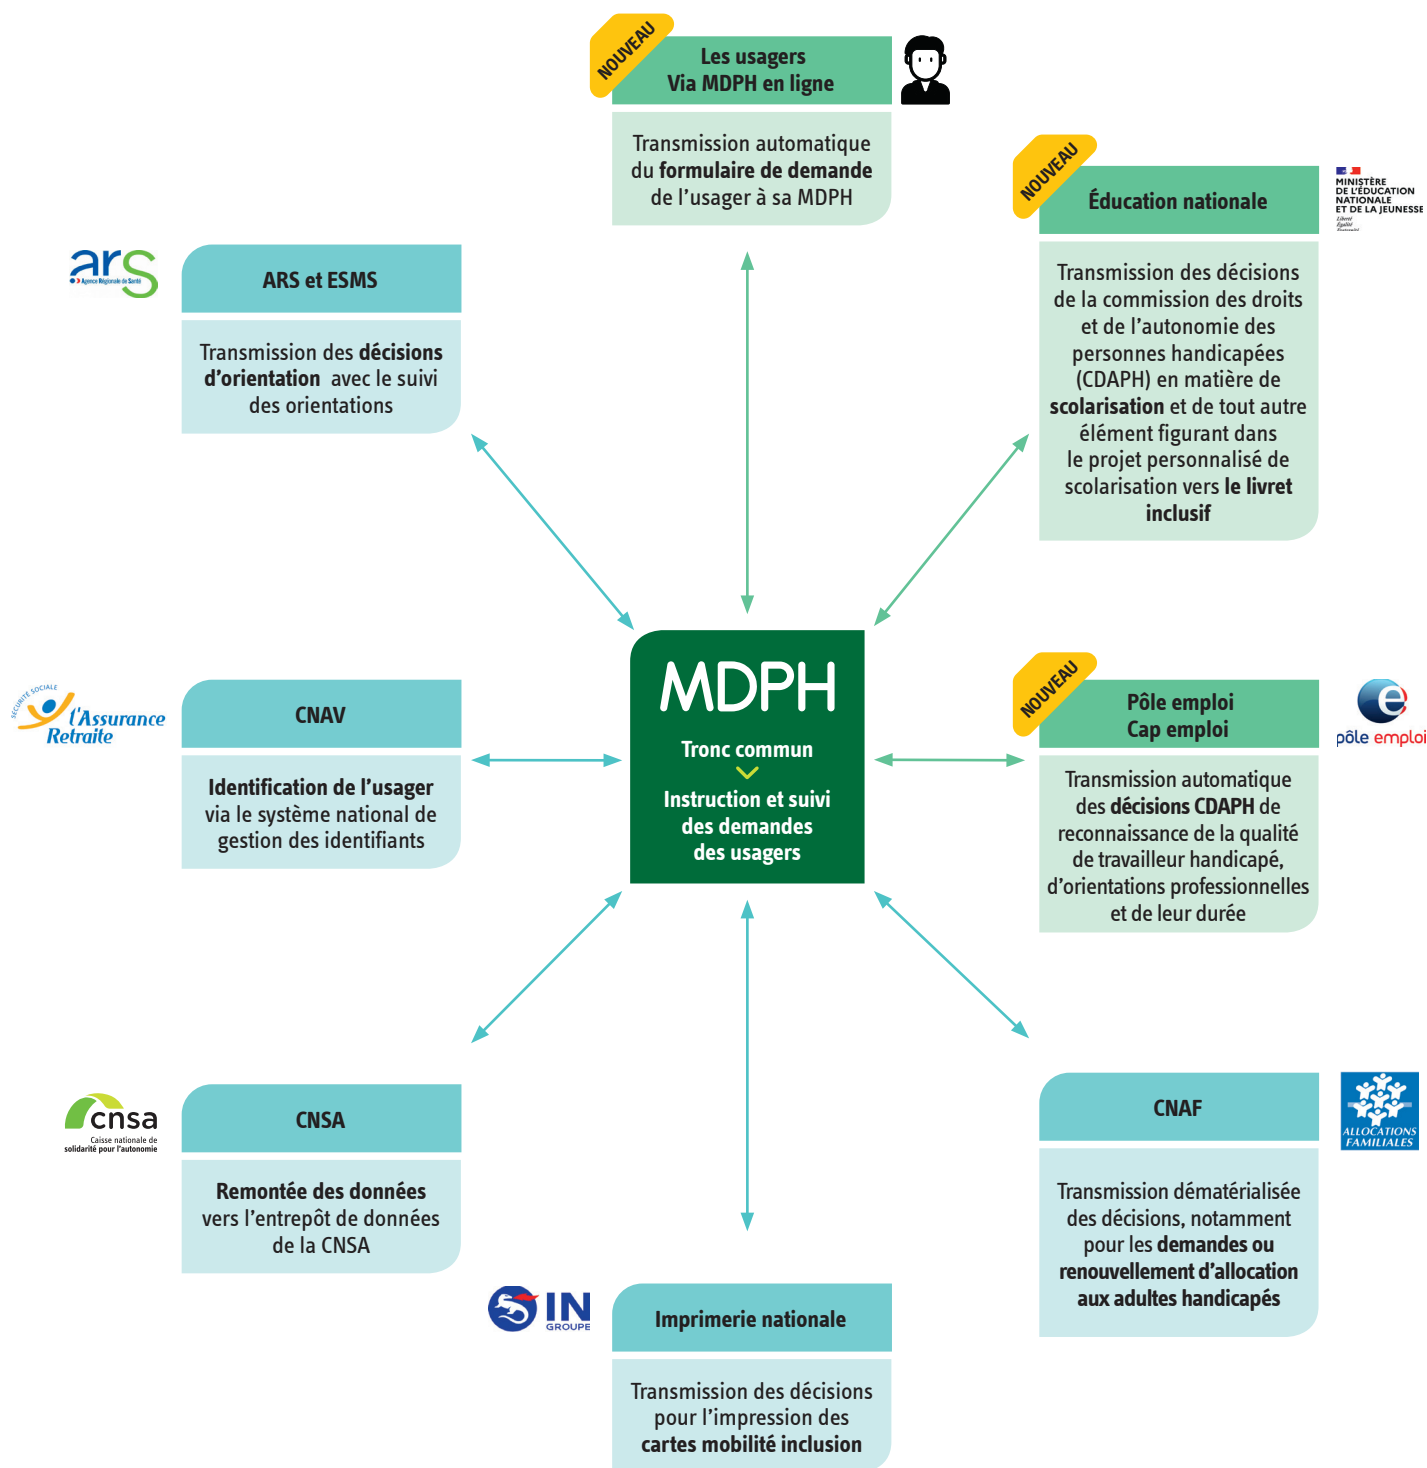 NOUVEAU
Les usagers
Via MDPH en ligne
Transmission automatique
du formulaire de demande
de l’usager à sa MDPH
NOUVEAU
Éducation nationale
MINISTÈRE
DE L'ÉDUCATION
NATIONALE
ET DE LA JEUNESSE
Liberté
Égalité
Fraternité
Transmission des décisions
de la commission des droits
et de l’autonomie des
personnes handicapées
(CDAPH) en matière de
scolarisation et de tout autre
élément figurant dans
le projet personnalisé de
scolarisation vers le livret
inclusif
ars
Agence Régionale de Santé
ARS et ESMS
Transmission des décisions
d’orientation avec le suivi
des orientations
MDPH
Tronc commun
Instruction et suivi
des demandes
des usagers
SÉCURITÉ SOCIALE
l'Assurance
Retraite
CNAV
Identification de l’usager
via le système national de
gestion des identifiants
NOUVEAU
Pôle emploi
Cap emploi
pôle emploi
Transmission automatique
des décisions CDAPH de
reconnaissance de la qualité
de travailleur handicapé,
d’orientations professionnelles
et de leur durée
cnsa
Caisse nationale de
solidarité pour l'autonomie
CNSA
Remontée des données
vers l’entrepôt de données
de la CNSA
CNAF
ALLOCATIONS
FAMILIALES
Transmission dématérialisée
des décisions, notamment
pour les demandes ou
renouvellement d’allocation
aux adultes handicapés
IN
GROUPE
Imprimerie nationale
Transmission des décisions
pour l’impression des
cartes mobilité inclusion